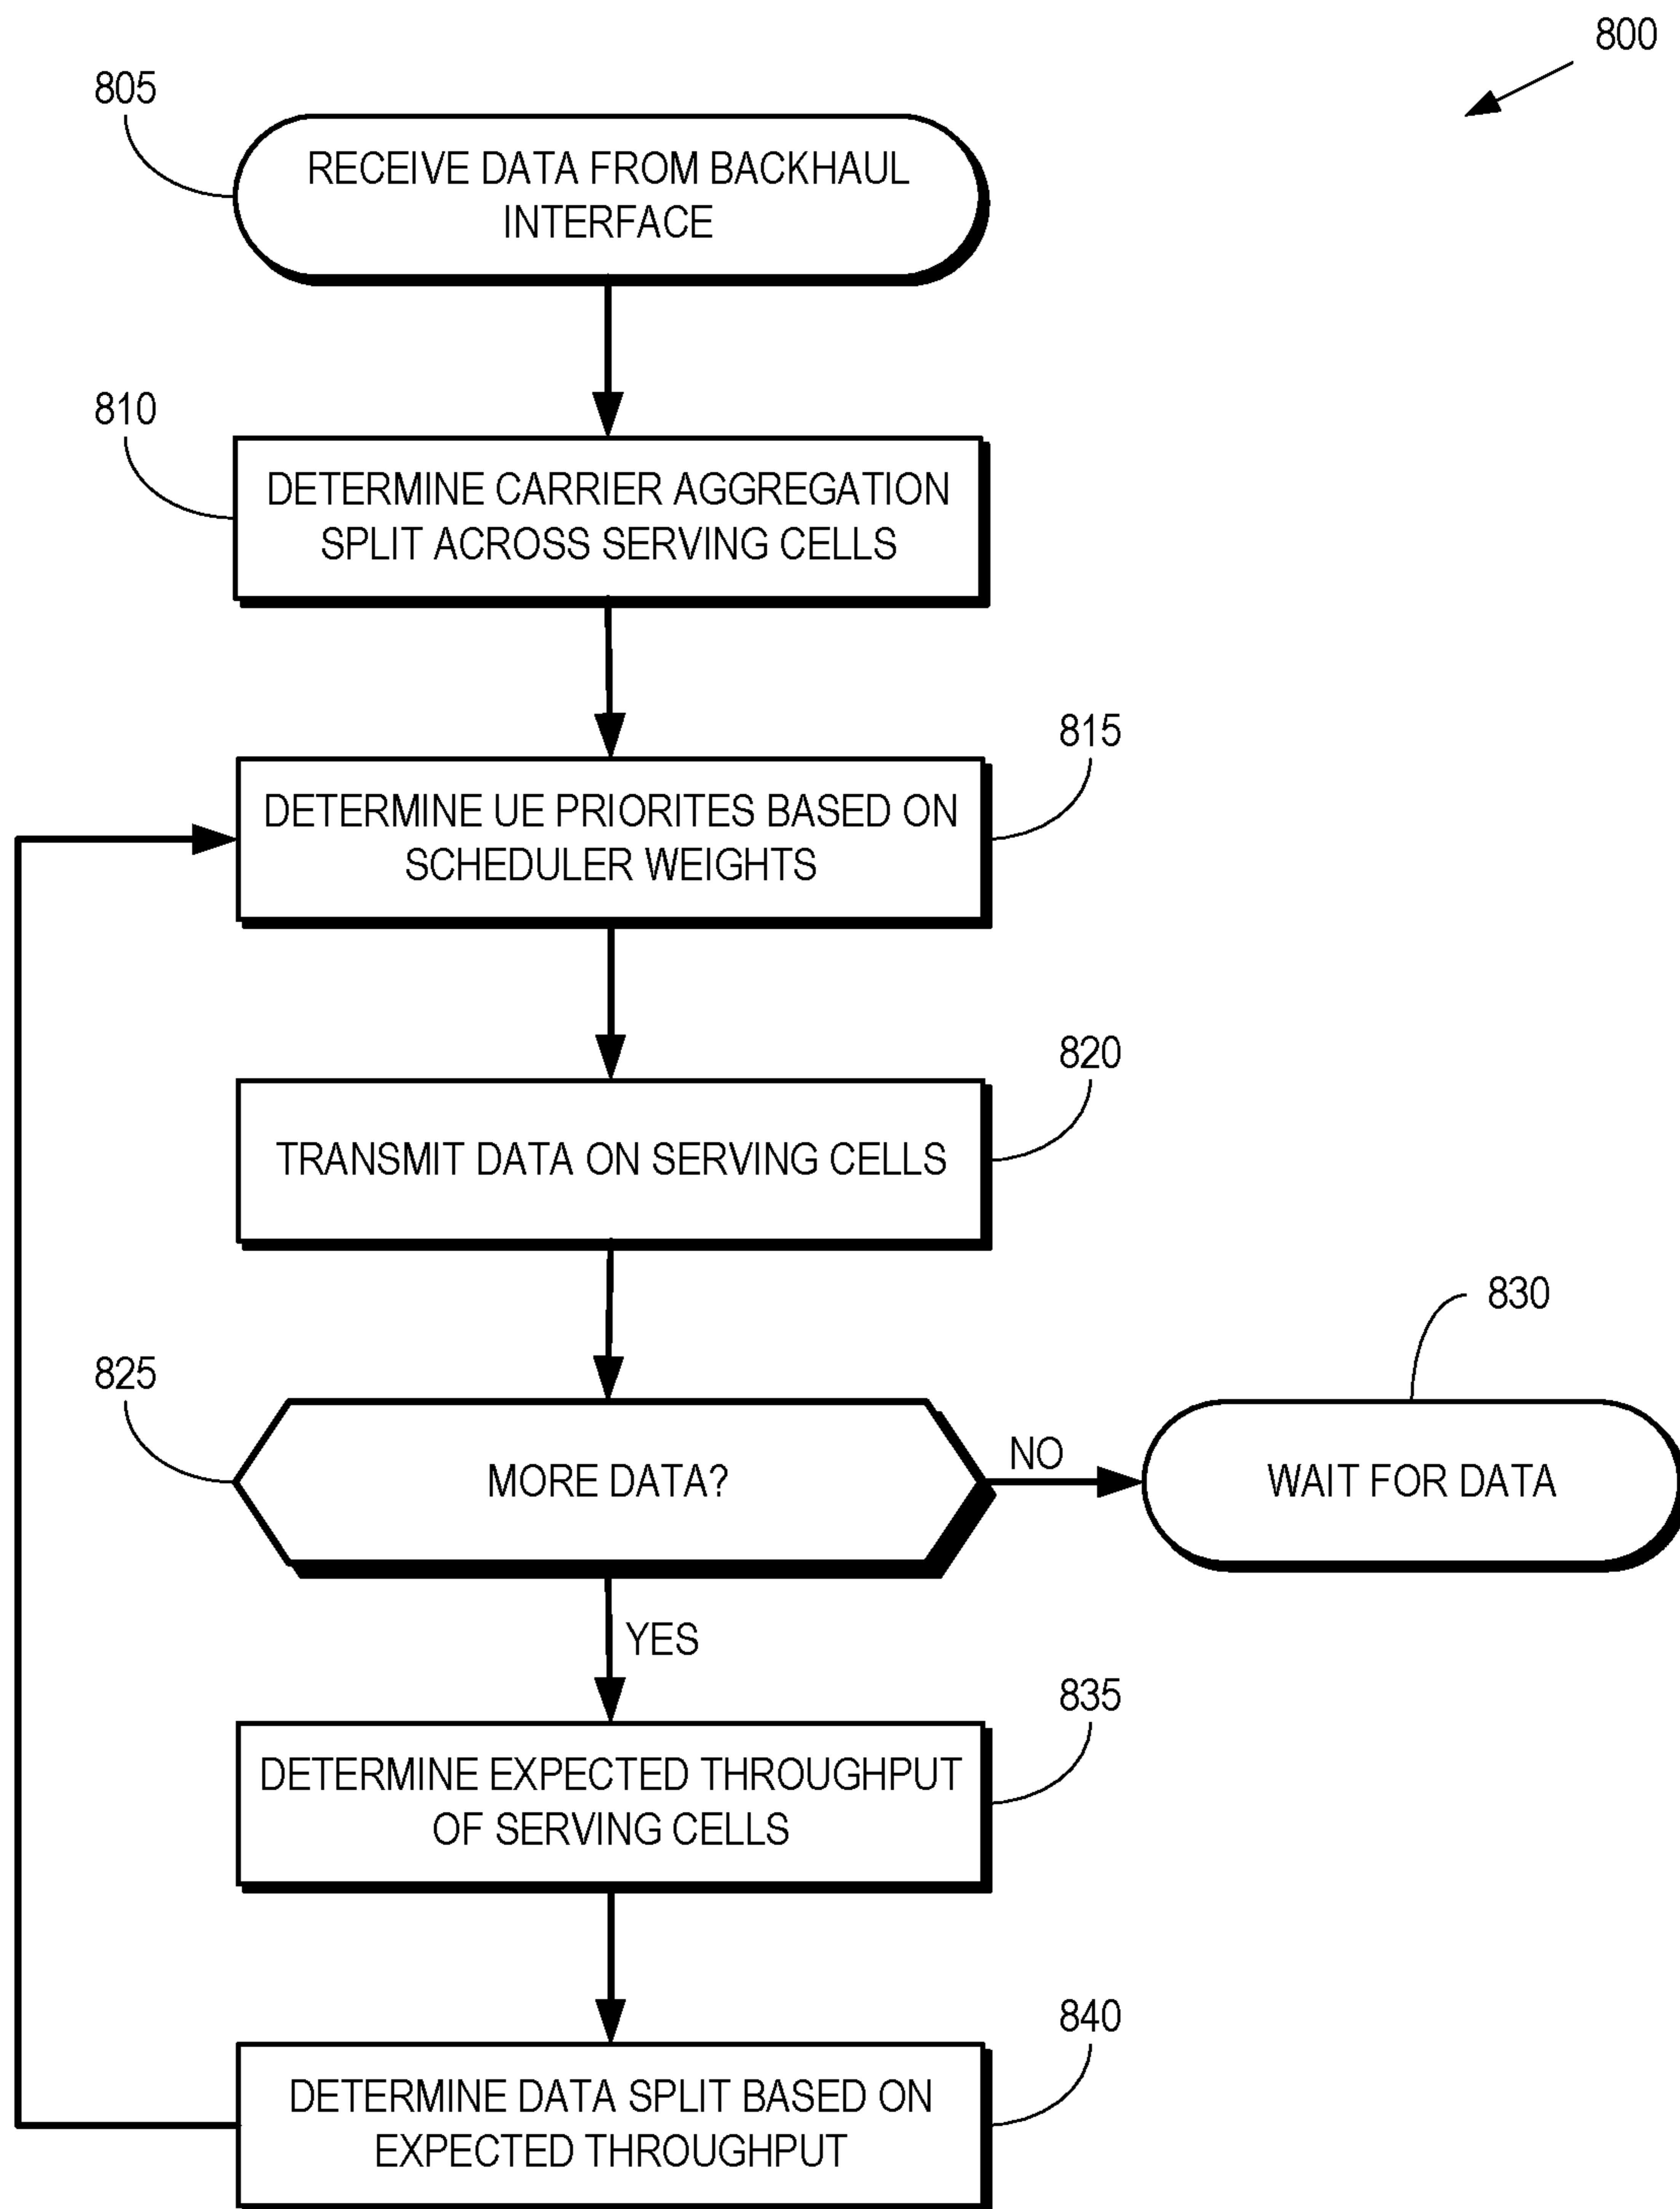 800
805
RECEIVE DATA FROM BACKHAUL
INTERFACE
810
DETERMINE CARRIER AGGREGATION
SPLIT ACROSS SERVING CELLS
815
DETERMINE UE PRIORITES BASED ON
SCHEDULER WEIGHTS
820
TRANSMIT DATA ON SERVING CELLS
825
MORE DATA?
NO
830
WAIT FOR DATA
YES
835
DETERMINE EXPECTED THROUGHPUT
OF SERVING CELLS
840
DETERMINE DATA SPLIT BASED ON
EXPECTED THROUGHPUT